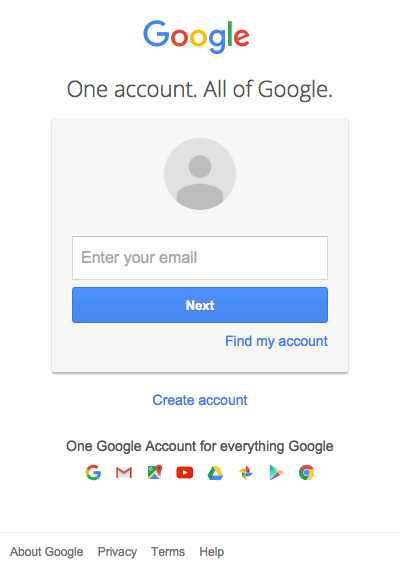 Google
One account. All of Google.
Enter your email
Next
Find my account
Create account
One Google Account for everything Google
About Google Privacy Terms Help